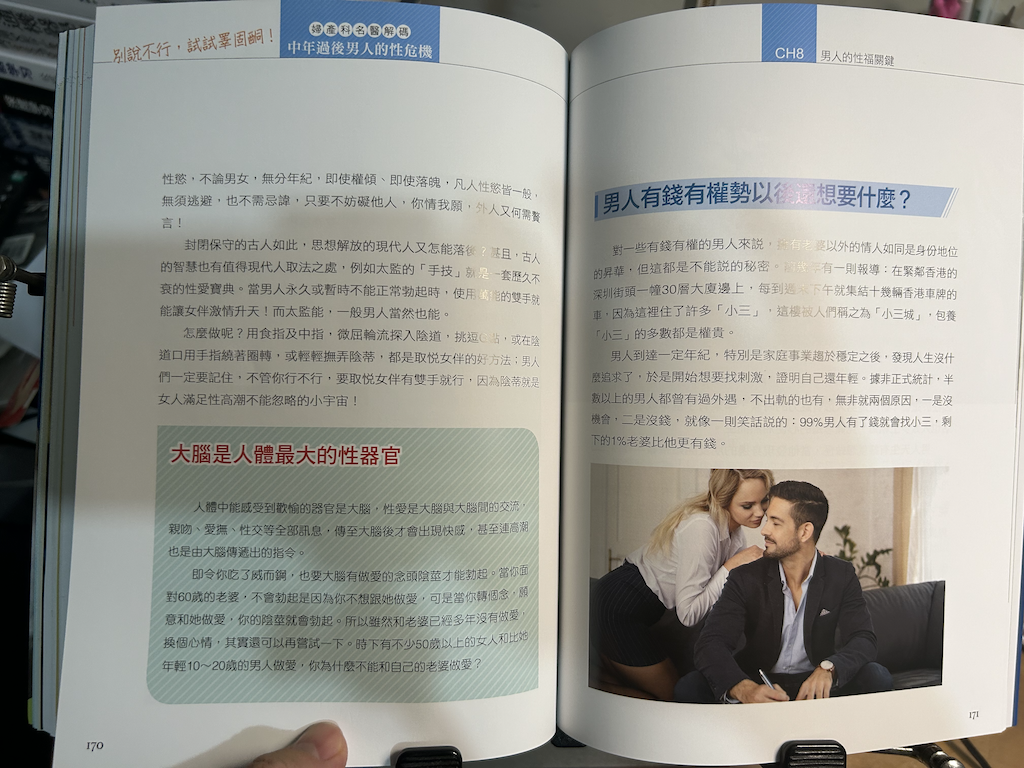 別說不行，試試睪固酮！
婦產科名醫解碼
中年過後男人的性危機
性慾，不論男女，無分年紀，即使權傾、即使落魄，凡人性慾皆一般，
無須逃避，也不需忌諱，只要不妨礙他人，你情我願，外人又何需贅
言！
封閉保守的古人如此，思想解放的現代人又怎能落後？甚且，古人
的智慧也有值得現代人取法之處，例如太監的「手技」就是一套歷久不
衰的性愛寶典。當男人永久或暫時不能正常勃起時，使用萬能的雙手就
能讓女伴激情升天！而太監能，一般男人當然也能。
怎麼做呢？用食指及中指，微屈輪流探入陰道，挑逗G點，或在陰
道口用手指繞著圈轉，或輕輕撫弄陰蒂，都是取悅女伴的好方法；男人
們一定要記住，不管你行不行，要取悅女伴有雙手就行，因為陰蒂就是
女人滿足性高潮不能忽略的小宇宙！
大腦是人體最大的性器官
人體中能感受到歡愉的器官是大腦，性愛是大腦與大腦間的交流，
親吻、愛撫、性交等全部訊息，傳至大腦後才會出現快感，甚至連高潮
也是由大腦傳遞出的指令。
即令你吃了威而鋼，也要大腦有做愛的念頭陰莖才能勃起。當你面
對60歲的老婆，不會勃起是因為你不想跟她做愛，可是當你轉個念，願
意和她做愛，你的陰莖就會勃起。所以雖然和老婆已經多年沒有做愛，
換個心情，其實還可以再嘗試一下。時下有不少50歲以上的女人和比她
年輕10～20歲的男人做愛，你為什麼不能和自己的老婆做愛？
170
CH8 男人的性福關鍵
男人有錢有權勢以後想要什麼？
對一些有錢有權的男人來說，擁有老婆以外的情人如同是身份地位
的昇華，但這都是不能說的秘密。有一則報導：在緊鄰香港的
深圳街頭一幢30層大廈邊上，每到週末下午就集結十幾輛香港車牌的
車，因為這裡住了許多「小三」，這樓被人們稱之為「小三城」，包養
「小三」的多數都是權貴。
男人到達一定年紀，特別是家庭事業趨於穩定之後，發現人生沒什
麼追求了，於是開始想要找刺激，證明自己還年輕。據非正式統計，半
數以上的男人都曾有過外遇，不出軌的也有，無非就兩個原因，一是沒
機會，二是沒錢，就像一則笑話說的：99%男人有了錢就會找小三，剩
下的1%老婆比他更有錢。
171